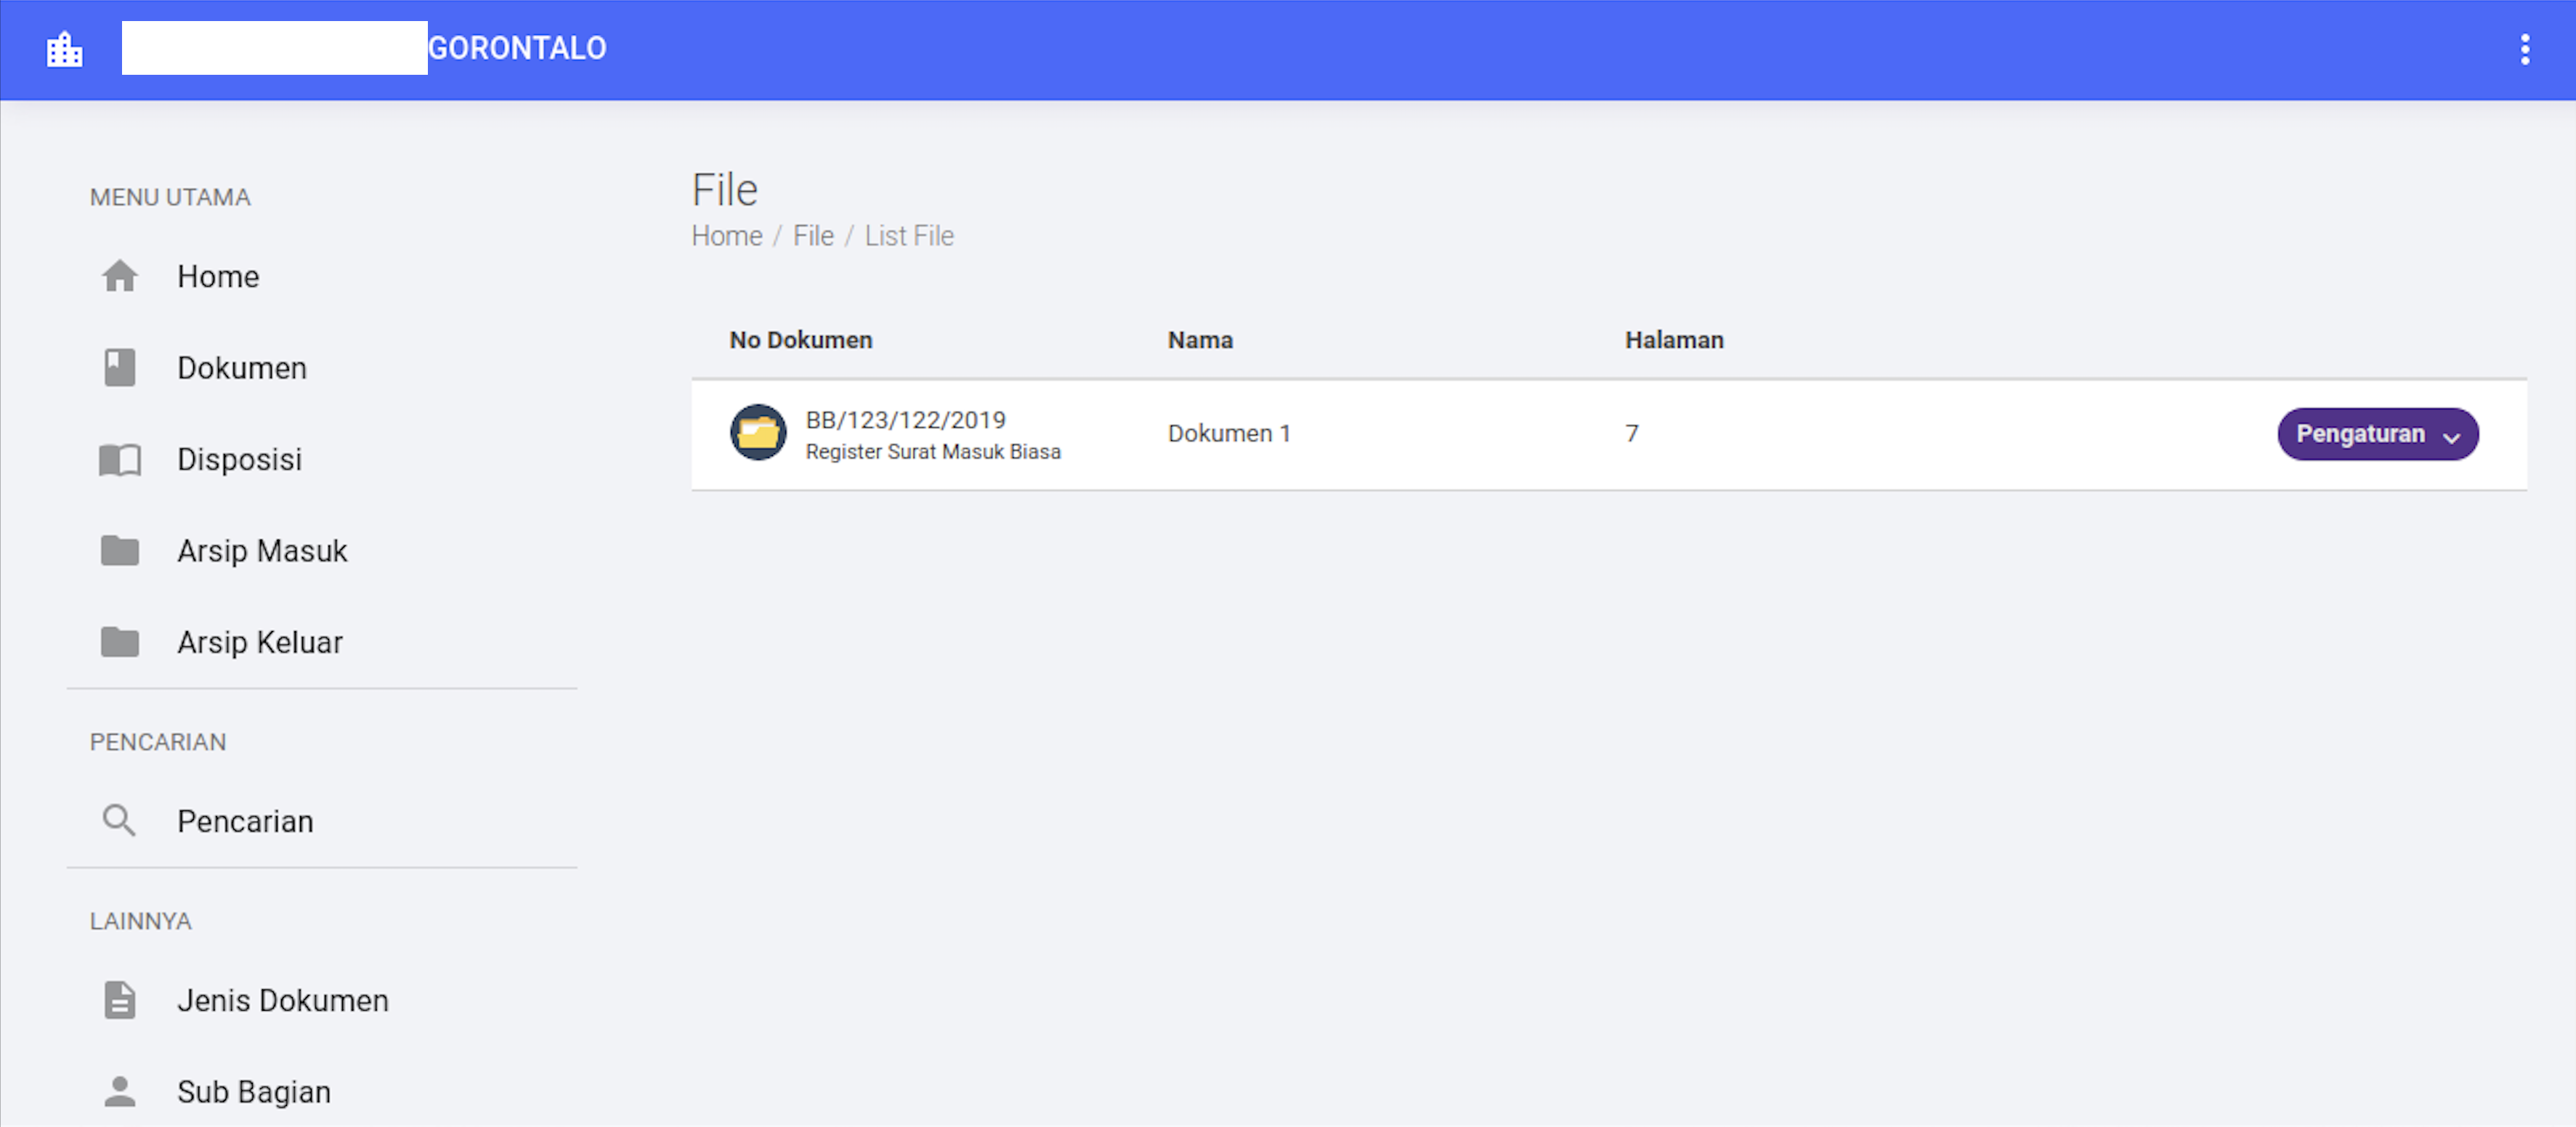 GORONTALO
MENU UTAMA
Home
Dokumen
Disposisi
Arsip Masuk
Arsip Keluar
PENCARIAN
Pencarian
LAINNYA
Jenis Dokumen
Sub Bagian
File
Home / File / List File
No Dokumen Nama Halaman
BB/123/122/2019 Dokumen 1 7 Pengaturan
Register Surat Masuk Biasa